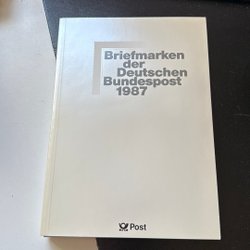 Briefmarken
der
Deutschen
Bundespost
1987
Post